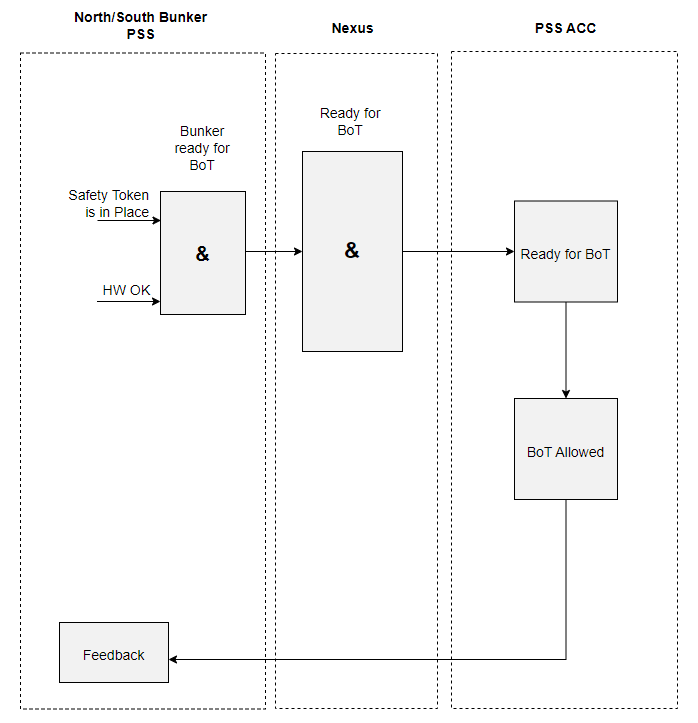 North/South Bunker
PSS
Nexus
PSS ACC
Bunker
ready for
BoT
Ready for
BoT
Safety Token
is in Place
HW OK
&
&
Ready for BoT
BoT Allowed
Feedback